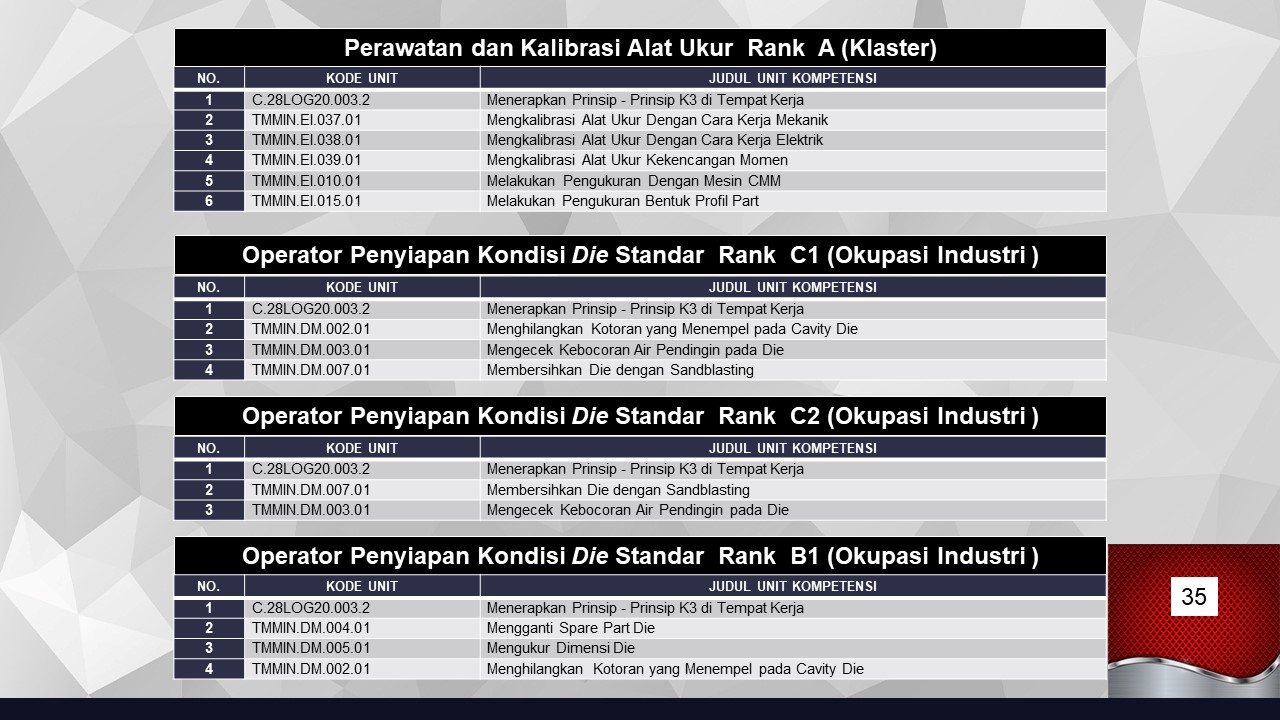 Perawatan dan Kalibrasi Alat Ukur Rank A (Klaster)
NO. KODE UNIT JUDUL UNIT KOMPETENSI
1 C.28LOG20.003.2 Menerapkan Prinsip - Prinsip K3 di Tempat Kerja
2 TMMIN.EI.037.01 Mengkalibrasi Alat Ukur Dengan Cara Kerja Mekanik
3 TMMIN.EI.038.01 Mengkalibrasi Alat Ukur Dengan Cara Kerja Elektrik
4 TMMIN.EI.039.01 Mengkalibrasi Alat Ukur Kekencangan Momen
5 TMMIN.EI.010.01 Melakukan Pengukuran Dengan Mesin CMM
6 TMMIN.EI.015.01 Melakukan Pengukuran Bentuk Profil Part
Operator Penyiapan Kondisi Die Standar Rank C1 (Okupasi Industri )
NO. KODE UNIT JUDUL UNIT KOMPETENSI
1 C.28LOG20.003.2 Menerapkan Prinsip - Prinsip K3 di Tempat Kerja
2 TMMIN.DM.002.01 Menghilangkan Kotoran yang Menempel pada Cavity Die
3 TMMIN.DM.003.01 Mengecek Kebocoran Air Pendingin pada Die
4 TMMIN.DM.007.01 Membersihkan Die dengan Sandblasting
Operator Penyiapan Kondisi Die Standar Rank C2 (Okupasi Industri )
NO. KODE UNIT JUDUL UNIT KOMPETENSI
1 C.28LOG20.003.2 Menerapkan Prinsip - Prinsip K3 di Tempat Kerja
2 TMMIN.DM.007.01 Membersihkan Die dengan Sandblasting
3 TMMIN.DM.003.01 Mengecek Kebocoran Air Pendingin pada Die
Operator Penyiapan Kondisi Die Standar Rank B1 (Okupasi Industri )
NO. KODE UNIT JUDUL UNIT KOMPETENSI
1 C.28LOG20.003.2 Menerapkan Prinsip - Prinsip K3 di Tempat Kerja
2 TMMIN.DM.004.01 Mengganti Spare Part Die
3 TMMIN.DM.005.01 Mengukur Dimensi Die
4 TMMIN.DM.002.01 Menghilangkan Kotoran yang Menempel pada Cavity Die
35